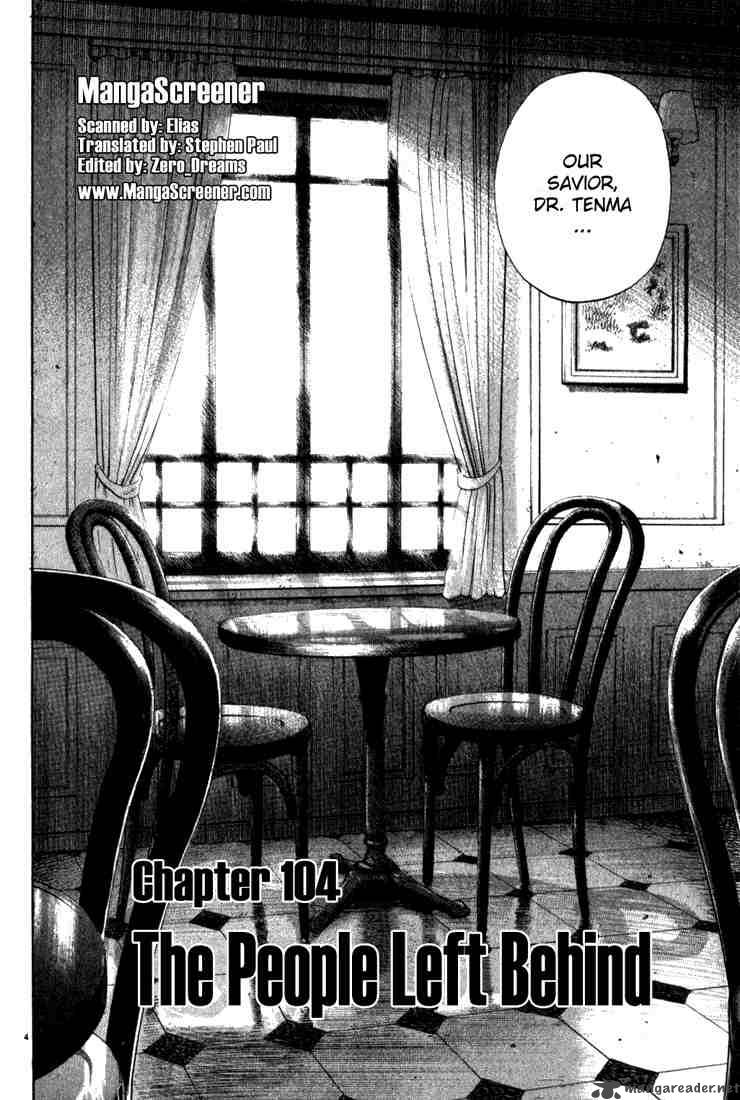 MangaScreener
Scanned by: Elias
Translated by: Stephen Paul
Edited by: Zero_Dreams
www.MangaScreener.com
OUR
SAVIOR,
DR. TENMA
...
Chapter 104
The People Left Behind
4
mangareader.net